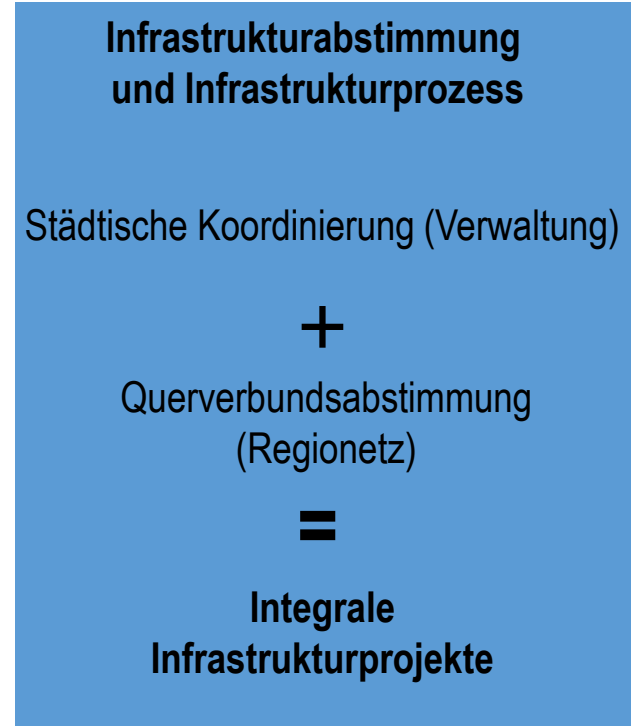 Infrastrukturabstimmung
und Infrastrukturprozess
Städtische Koordinierung (Verwaltung)
+
Querverbundsabstimmung
(Regionetz)
=
Integrale
Infrastrukturprojekte